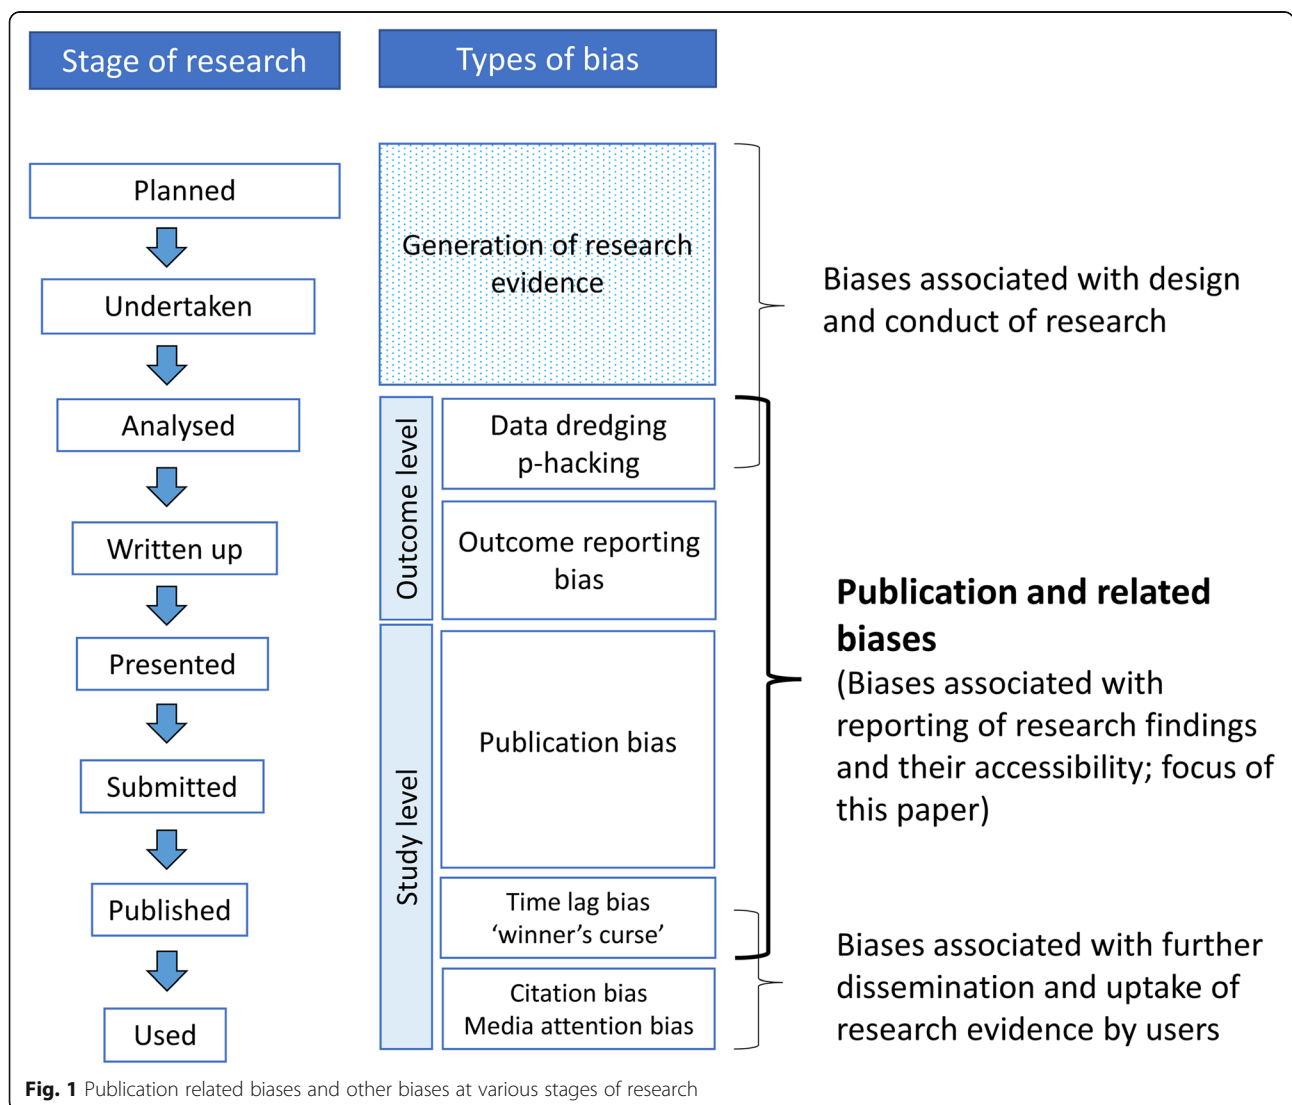 Stage of research
Types of bias
Planned
Undertaken
Analysed
Written up
Presented
Submitted
Published
Used
Generation of research
evidence
Outcome level
Data dredging
p-hacking
Outcome reporting
bias
Study level
Publication bias
Time lag bias
‘winner’s curse’
Citation bias
Media attention bias
Biases associated with design
and conduct of research
Publication and related
biases
(Biases associated with
reporting of research findings
and their accessibility; focus of
this paper)
Biases associated with further
dissemination and uptake of
research evidence by users
Fig. 1 Publication related biases and other biases at various stages of research